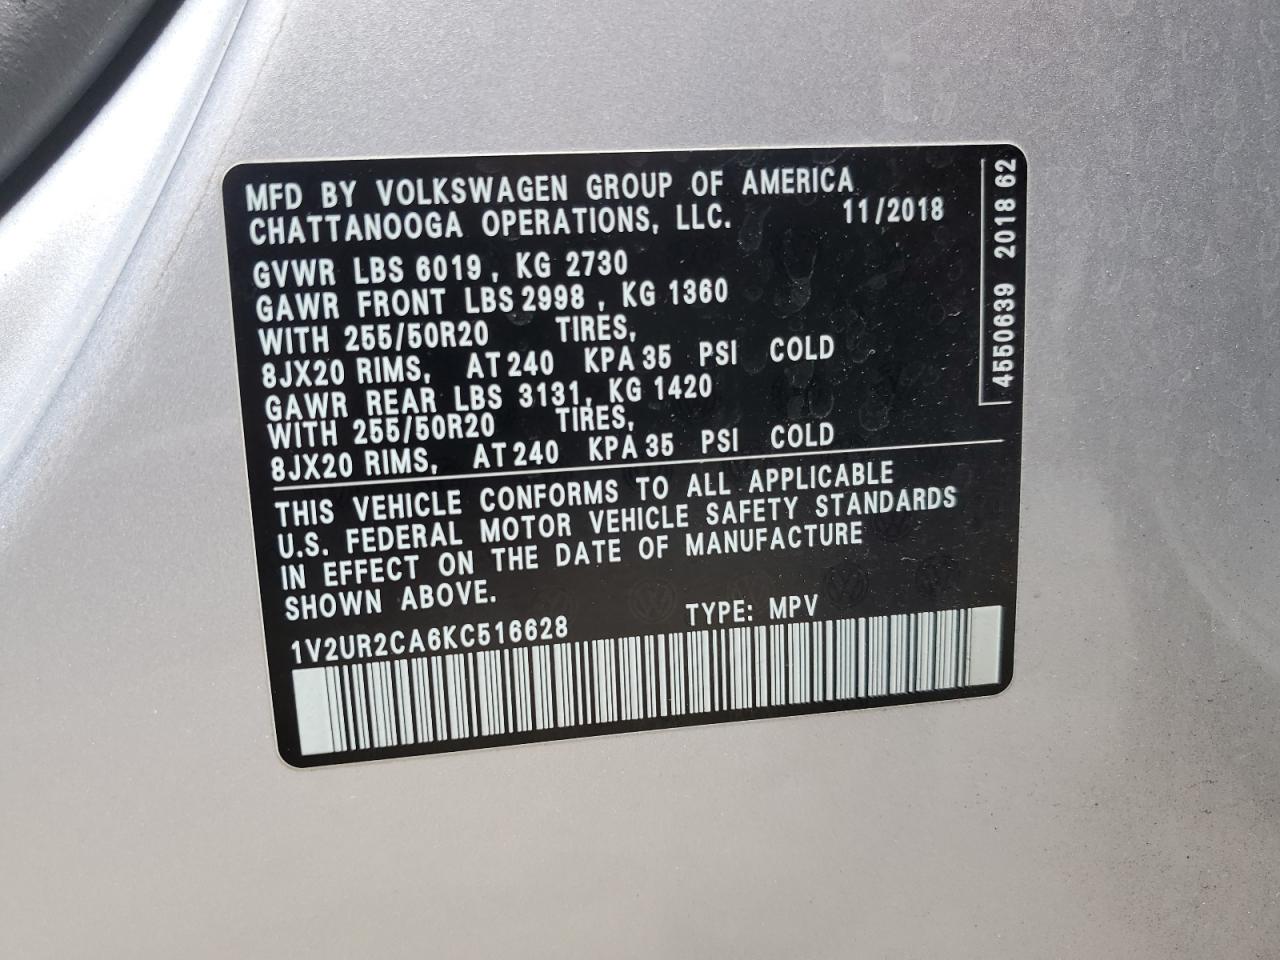 MFD BY VOLKSWAGEN GROUP OF AMERICA
CHATTANOOGA OPERATIONS, LLC. 11/2018
GVWR LBS 6019, KG 2730
GAWR FRONT LBS 2998, KG 1360
WITH 255/50R20 TIRES,
8JX20 RIMS, AT 240 KPA 35 PSI COLD
GAWR REAR LBS 3131, KG 1420
WITH 255/50R20 TIRES,
8JX20 RIMS, AT 240 KPA 35 PSI COLD
THIS VEHICLE CONFORMS TO ALL APPLICABLE
U.S. FEDERAL MOTOR VEHICLE SAFETY STANDARDS
IN EFFECT ON THE DATE OF MANUFACTURE
SHOWN ABOVE.
1V2UR2CA6KC516628 TYPE: MPV
4550639 2018 62